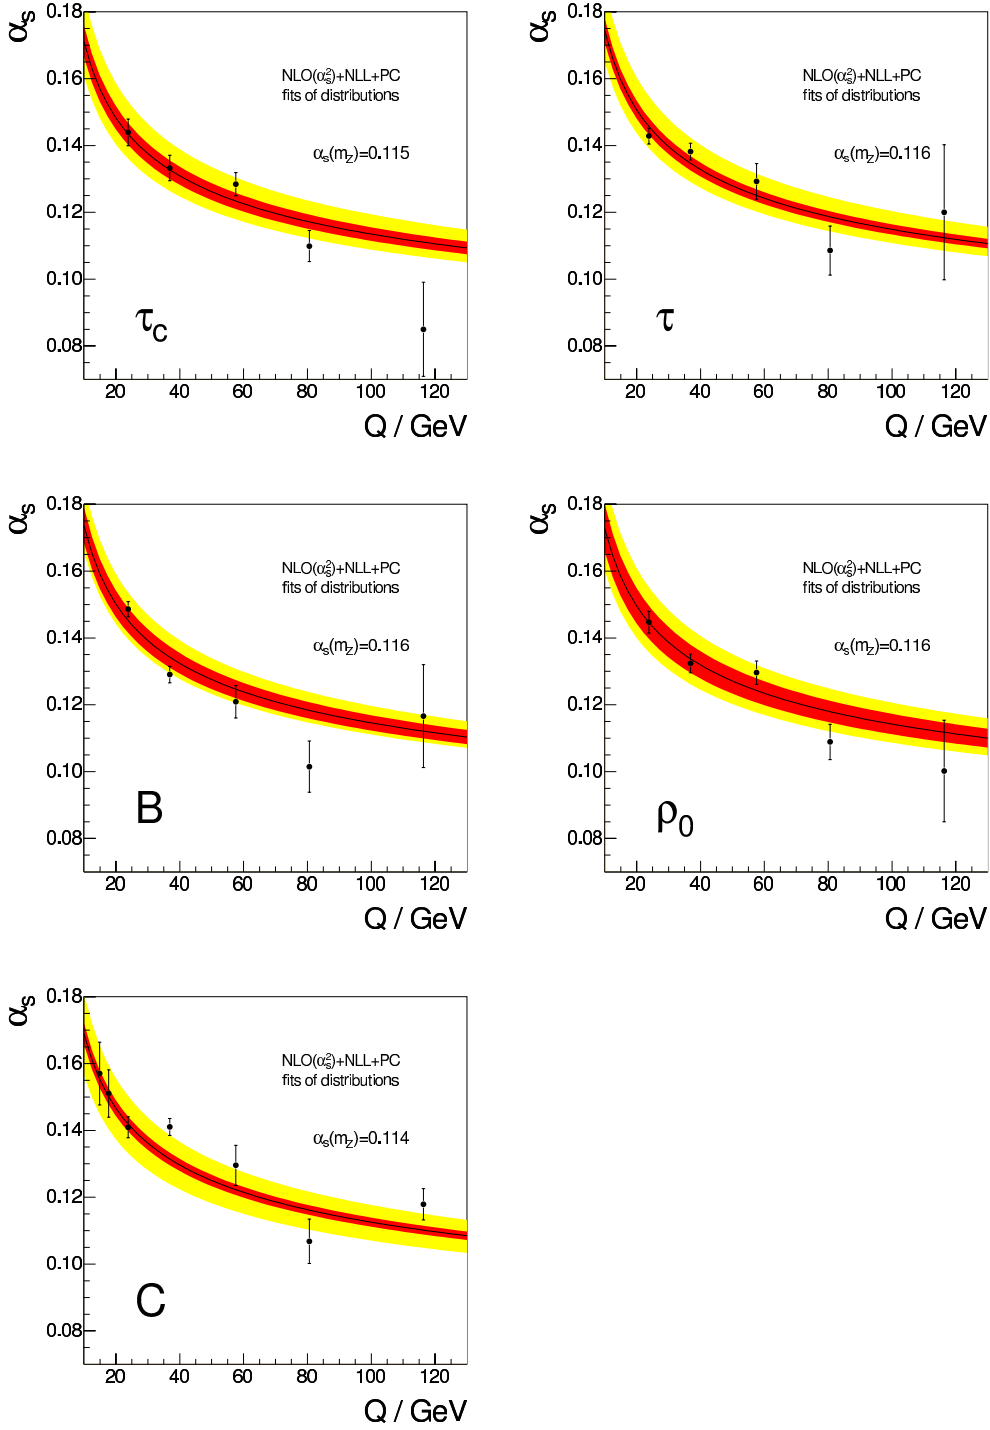 αs
0.18
0.16
0.14
0.12
0.10
0.08
NLO(αs²)+NLL+PC
fits of distributions
αs(mZ)=0.115
τC
20 40 60 80 100 120
Q / GeV
αs
0.18
0.16
0.14
0.12
0.10
0.08
NLO(αs²)+NLL+PC
fits of distributions
αs(mZ)=0.116
τ
20 40 60 80 100 120
Q / GeV
αs
0.18
0.16
0.14
0.12
0.10
0.08
NLO(αs²)+NLL+PC
fits of distributions
αs(mZ)=0.116
B
20 40 60 80 100 120
Q / GeV
αs
0.18
0.16
0.14
0.12
0.10
0.08
NLO(αs²)+NLL+PC
fits of distributions
αs(mZ)=0.116
ρ0
20 40 60 80 100 120
Q / GeV
αs
0.18
0.16
0.14
0.12
0.10
0.08
NLO(αs²)+NLL+PC
fits of distributions
αs(mZ)=0.114
C
20 40 60 80 100 120
Q / GeV